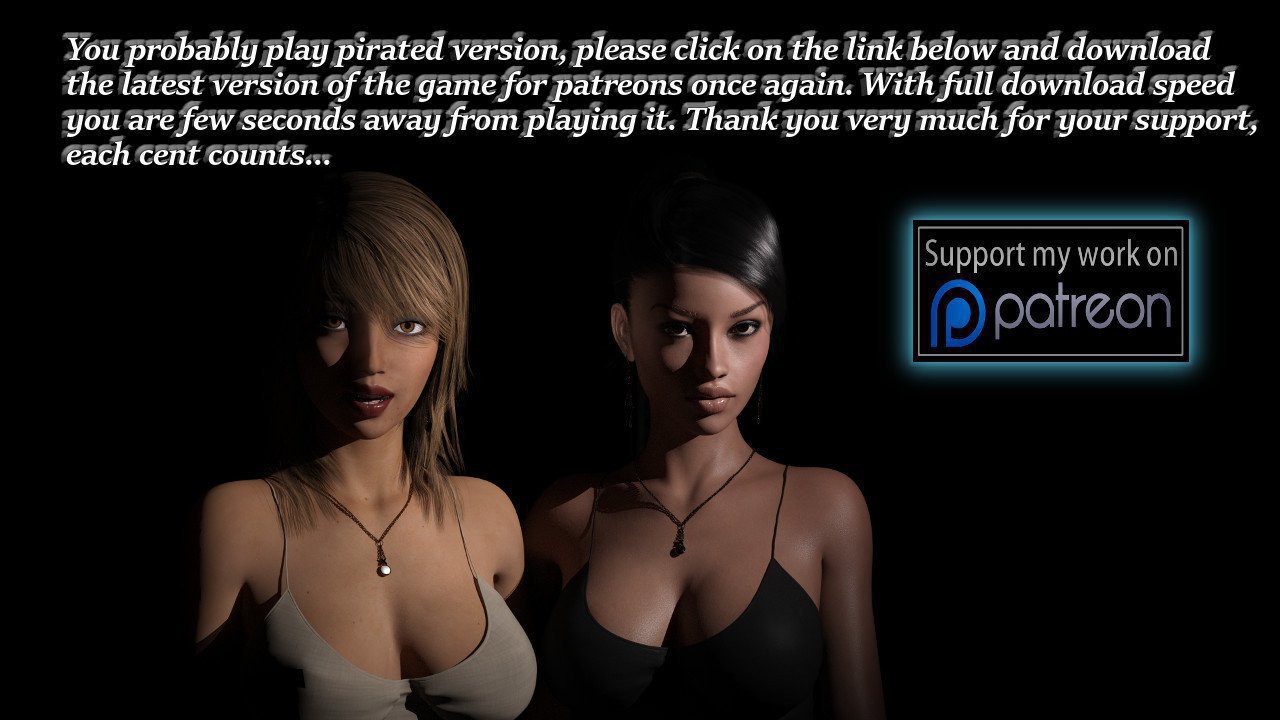 You probably play pirated version, please click on the link below and download
the latest version of the game for patreons once again. With full download speed
you are few seconds away from playing it. Thank you very much for your support,
each cent counts...
Support my work on
patreon